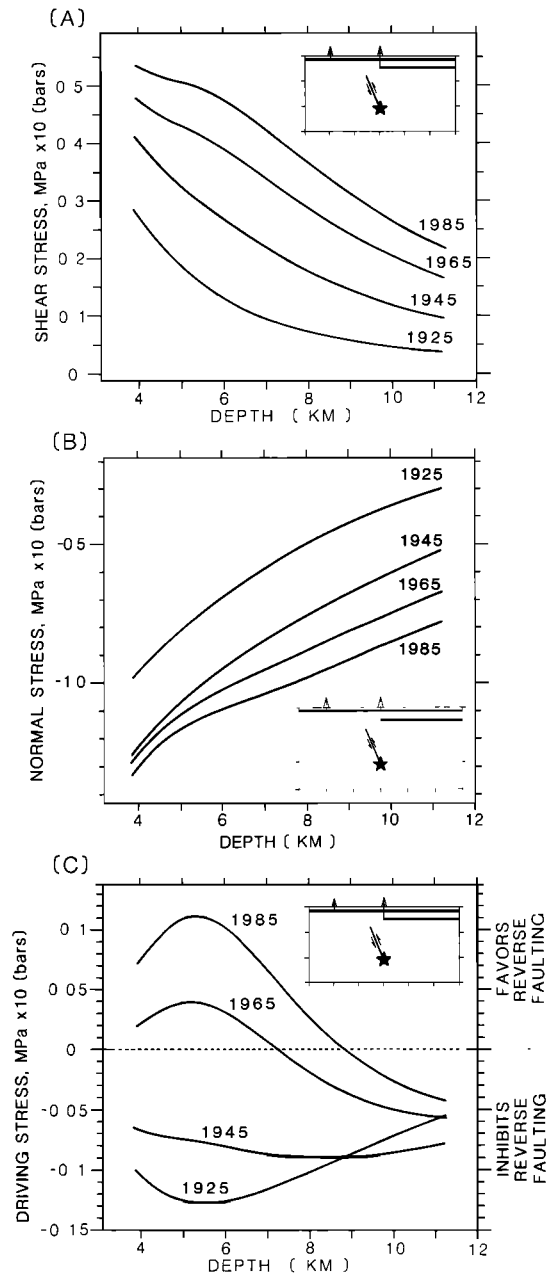 (A)
SHEAR STRESS, MPa x10 (bars)
0 5
0 4
0 3
0 2
0 1
0
1985
1965
1945
1925
4 6 8 10 12
DEPTH ( KM)
(B)
NORMAL STRESS, MPa x10 (bars)
-05
-10
1925
1945
1965
1985
4 6 8 10 12
DEPTH ( KM)
(C)
DRIVING STRESS, MPa x10 (bars)
0 1
0 05
0
-0 05
-0 1
-0 15
1985
1965
1945
1925
FAVORS
REVERSE
FAULTING
INHIBITS
REVERSE
FAULTING
4 6 8 10 12
DEPTH ( KM)